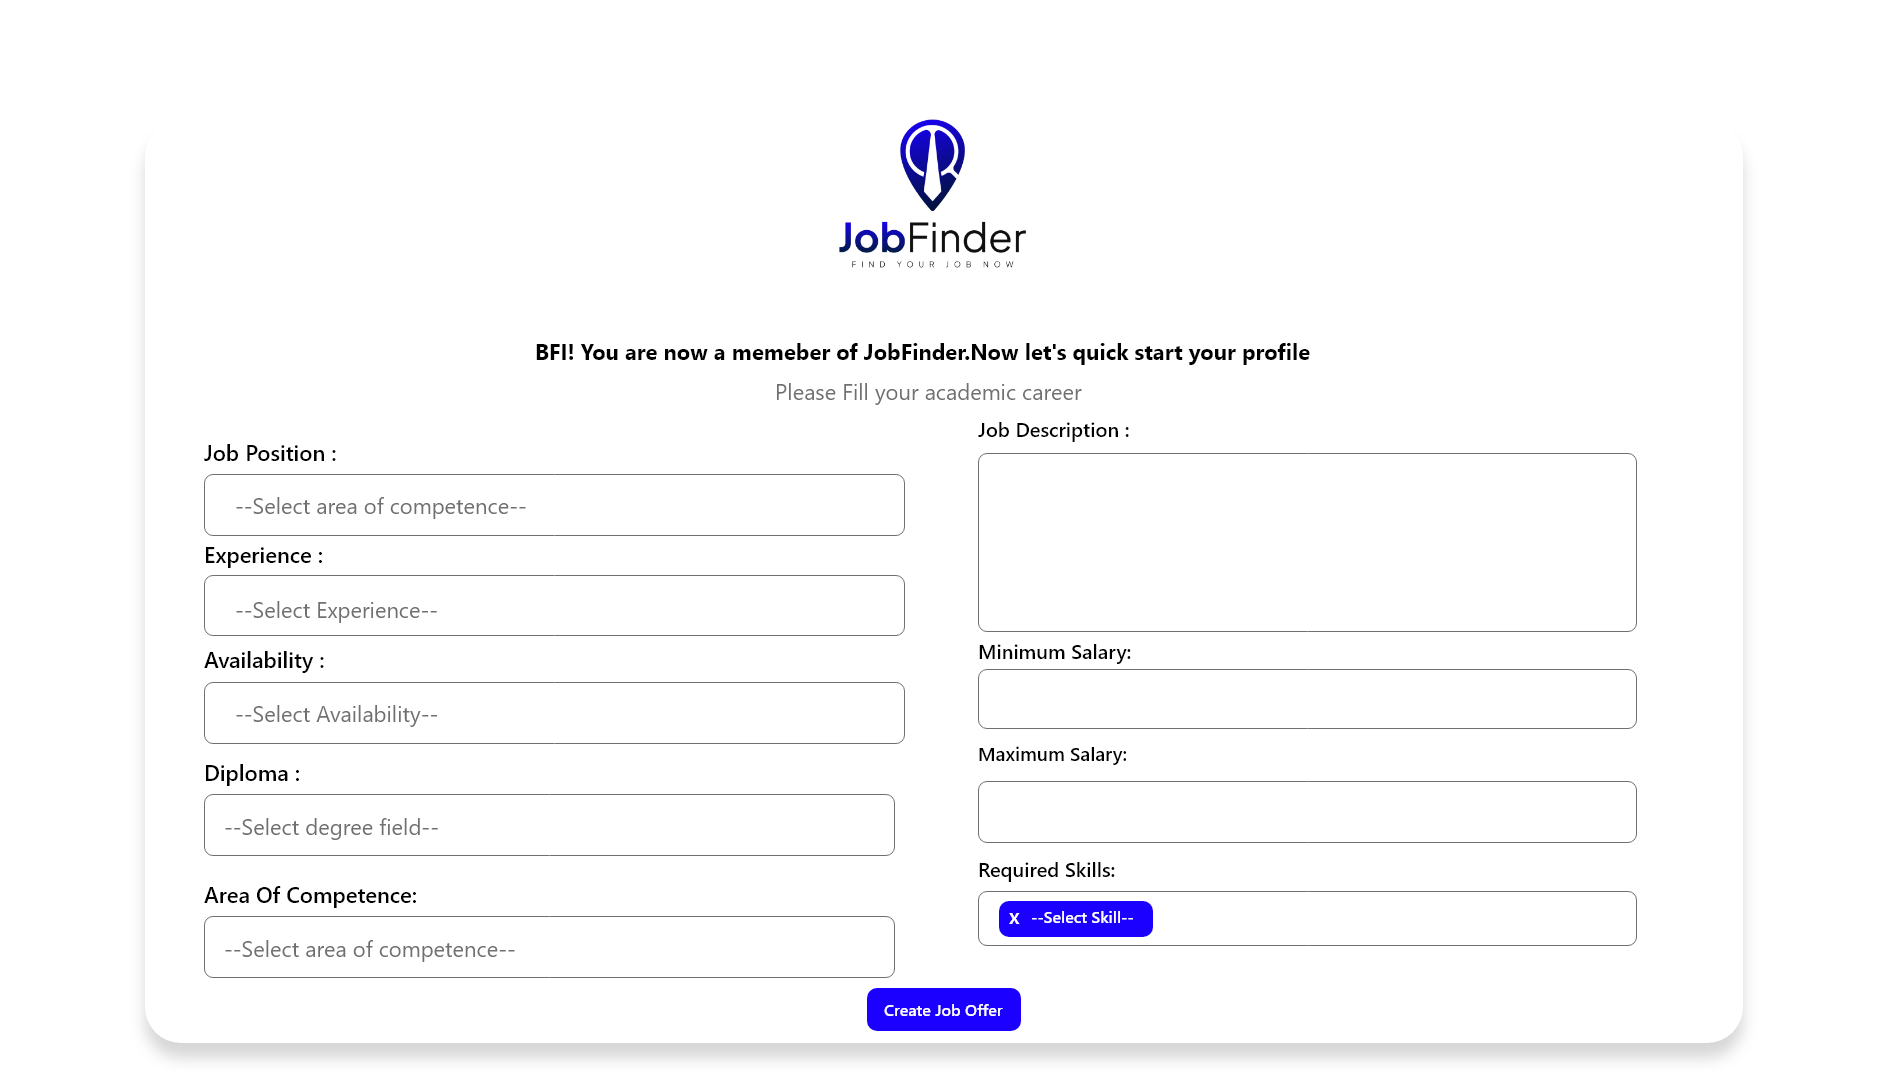 JobFinder
FIND YOUR JOB NOW
BFI! You are now a memeber of JobFinder.Now let's quick start your profile
Please Fill your academic career
Job Position :
--Select area of competence--
Experience :
--Select Experience--
Availability :
--Select Availability--
Diploma :
--Select degree field--
Area Of Competence:
--Select area of competence--
Job Description :
Minimum Salary:
Maximum Salary:
Required Skills:
X --Select Skill--
Create Job Offer